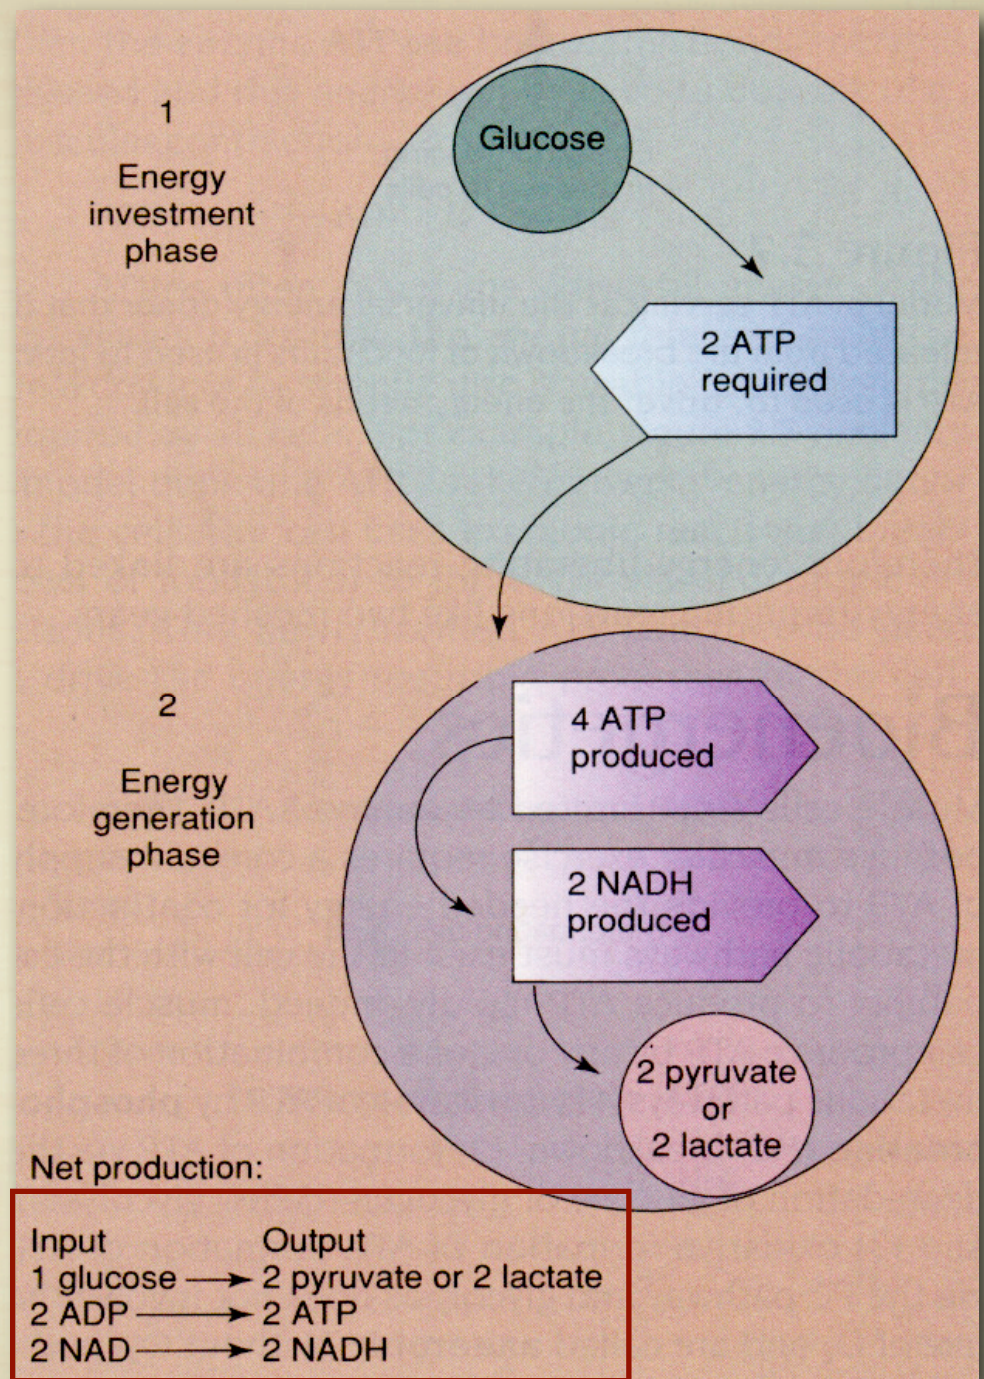 1
Energy
investment
phase
Glucose
2 ATP
required
2
Energy
generation
phase
4 ATP
produced
2 NADH
produced
2 pyruvate
or
2 lactate
Net production:
Input Output
1 glucose → 2 pyruvate or 2 lactate
2 ADP → 2 ATP
2 NAD → 2 NADH